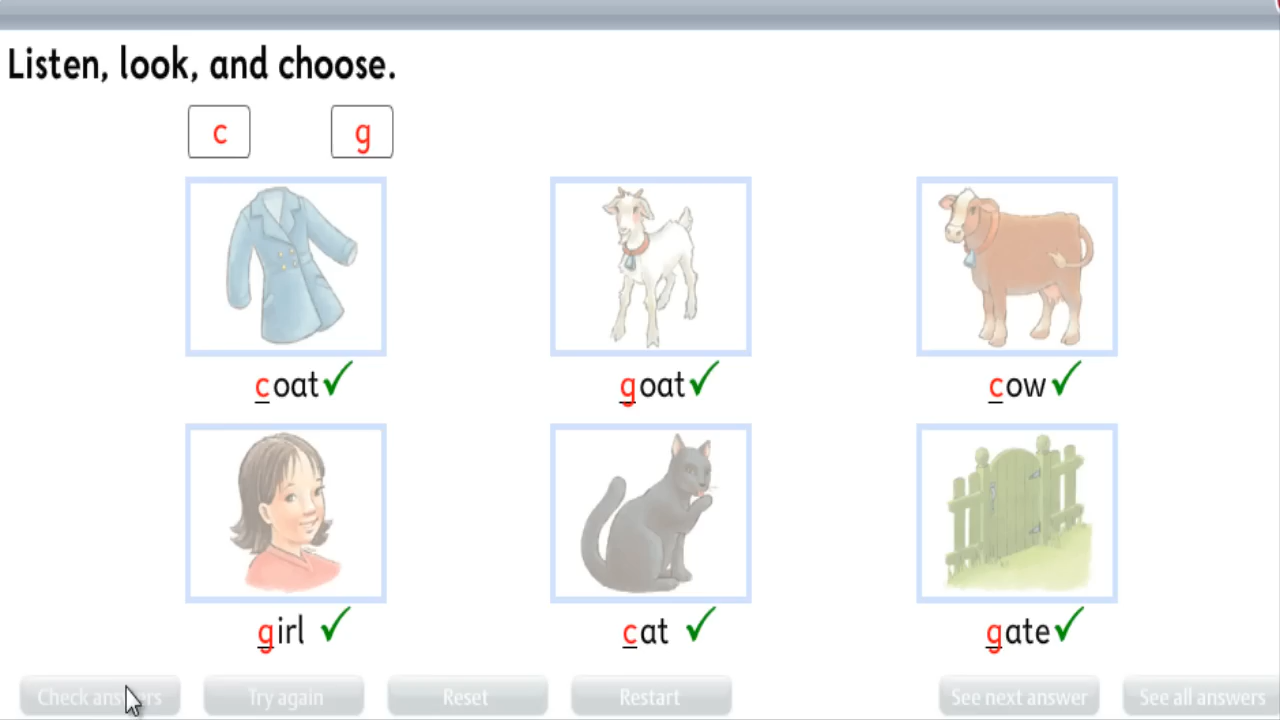 Listen, look, and choose.
c g
coat goat cow
girl cat gate
Check answers Try again Reset Restart See next answer See all answers